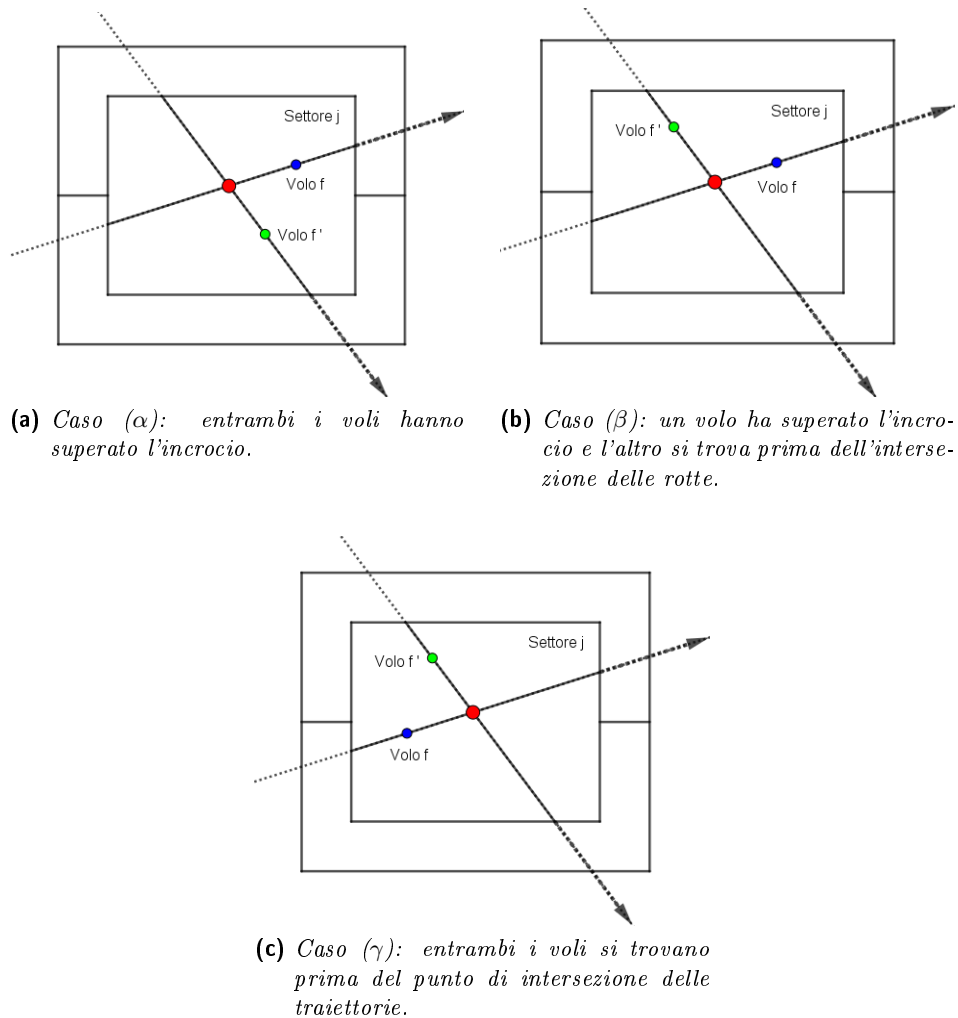 Settore j
Volo f
Volo f '
(a) Caso (α): entrambi i voli hanno
superato l'incrocio.
Settore j
Volo f '
Volo f
(b) Caso (β): un volo ha superato l'incro-
cio e l'altro si trova prima dell'interse-
zione delle rotte.
Settore j
Volo f '
Volo f
(c) Caso (γ): entrambi i voli si trovano
prima del punto di intersezione delle
traiettorie.